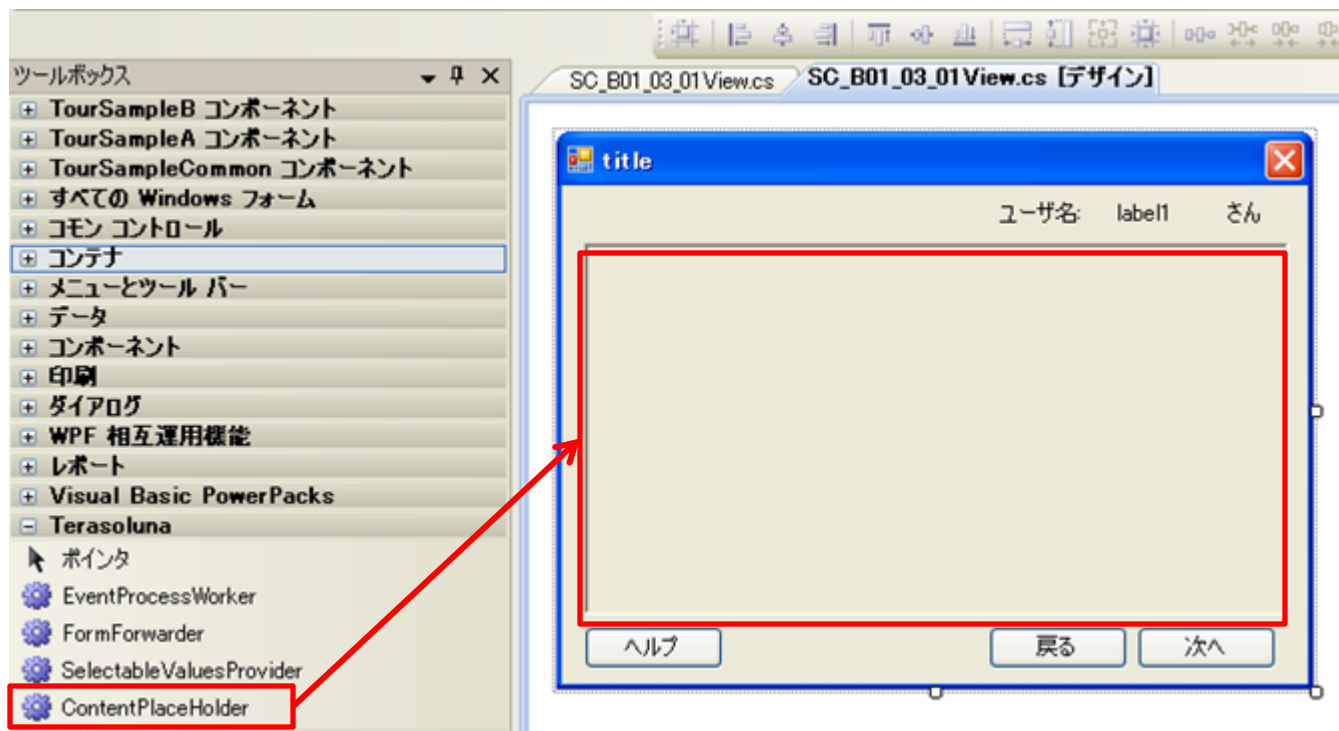 ツールボックス
TourSampleB コンポーネント
TourSampleA コンポーネント
TourSampleCommon コンポーネント
すべての Windows フォーム
コモン コントロール
コンテナ
メニューとツール バー
データ
コンポーネント
印刷
ダイアログ
WPF 相互運用機能
レポート
Visual Basic PowerPacks
Terasoluna
ポインタ
EventProcessWorker
FormForwarder
SelectableValuesProvider
ContentPlaceHolder
SC_B01_03_01View.cs
SC_B01_03_01View.cs [デザイン]
title
ユーザ名: label1 さん
ヘルプ
戻る
次へ